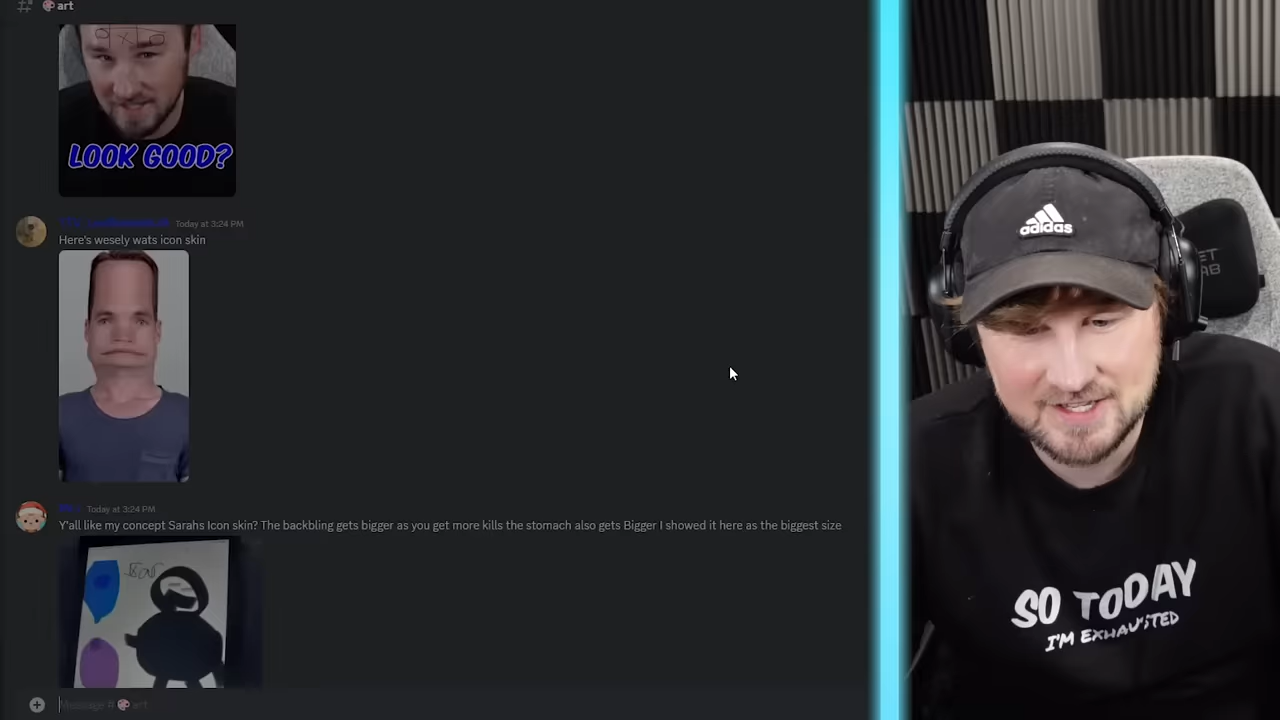 art
O X O
LOOK GOOD?
Today at 3:24 PM
Here's wesely wats icon skin
Today at 3:24 PM
Y'all like my concept Sarahs Icon skin? The backbling gets bigger as you get more kills the stomach also gets Bigger I showed it here as the biggest size
Message # art
adidas
SO TODAY
I'M EXHAUSTED